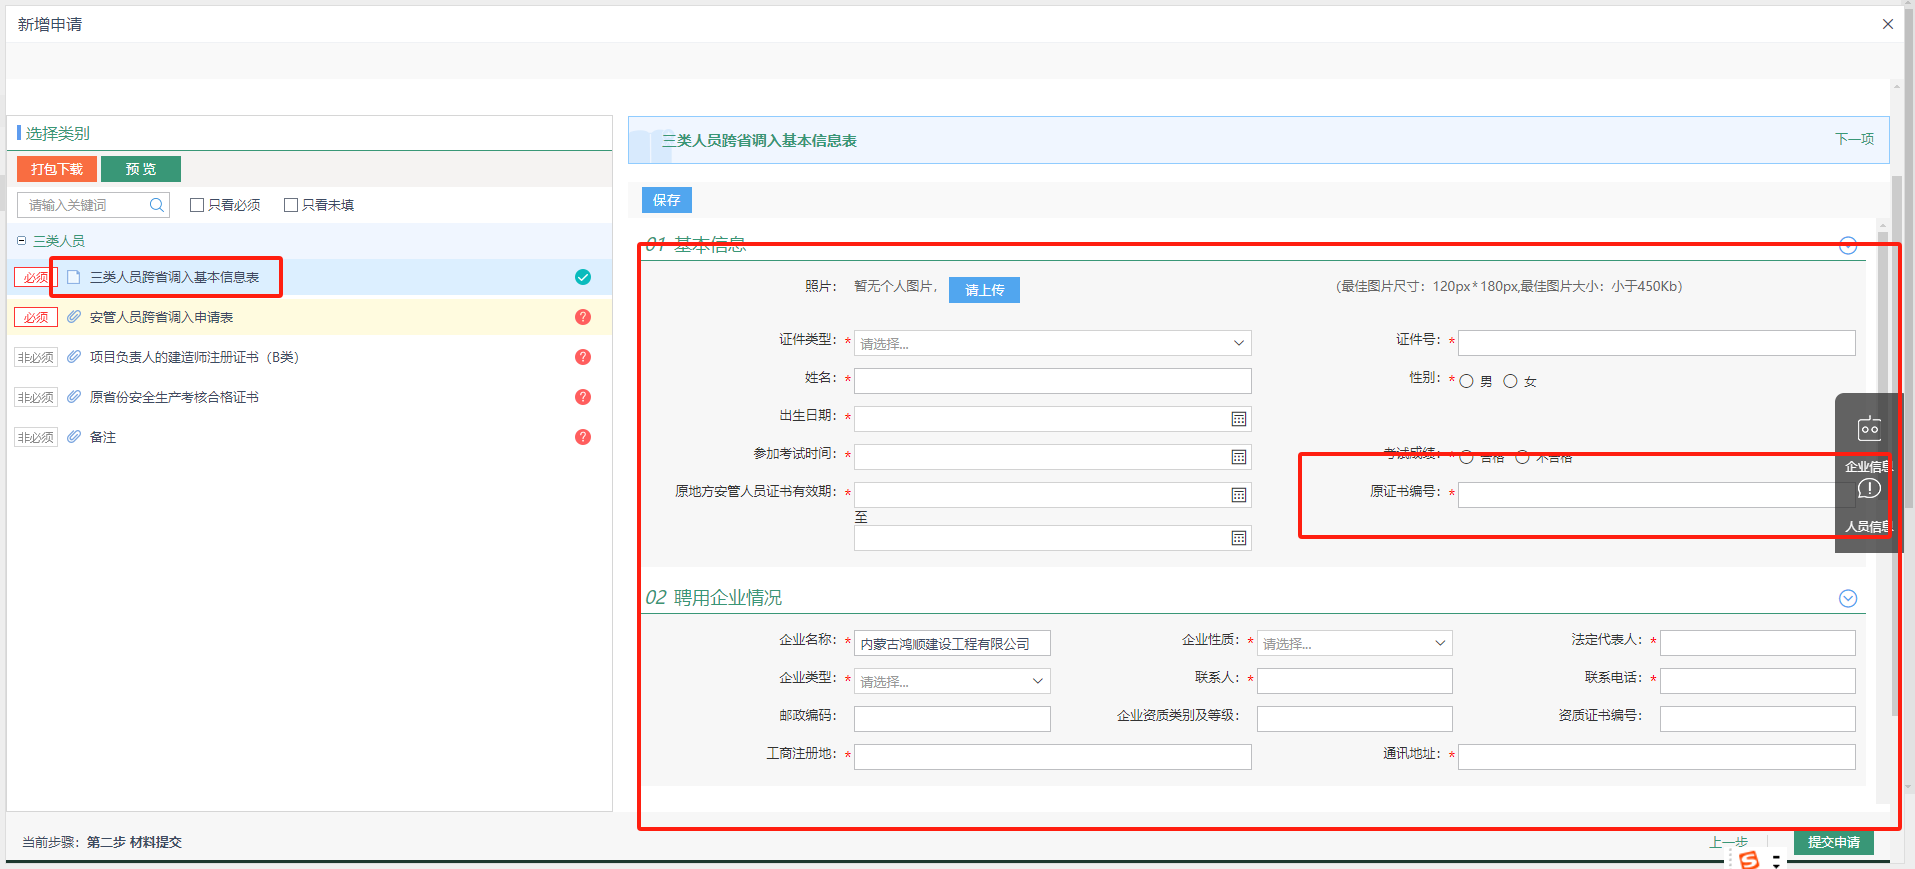 新增申请
选择类别
打包下载 预 览
请输入关键词 只看必须 只看未填
三类人员
必须 三类人员跨省调入基本信息表
必须 安管人员跨省调入申请表
非必须 项目负责人的建造师注册证书（B类）
非必须 原省份安全生产考核合格证书
非必须 备注
三类人员跨省调入基本信息表 下一项
保存
01 基本信息
照片： 暂无个人图片， 请上传 （最佳图片尺寸：120px*180px,最佳图片大小：小于450Kb）
证件类型：* 请选择... 证件号：*
姓名：* 性别：* 男 女
出生日期：*
参加考试时间：* 考试成绩：* 合格 不合格
原地方安管人员证书有效期：* 原证书编号：*
至
企业信息
人员信息
02 聘用企业情况
企业名称：* 内蒙古鸿顺建设工程有限公司 企业性质：* 请选择... 法定代表人：*
企业类型：* 请选择... 联系人：* 联系电话：*
邮政编码： 企业资质类别及等级： 资质证书编号：
工商注册地：* 通讯地址：*
当前步骤：第二步 材料提交 上一步 提交申请